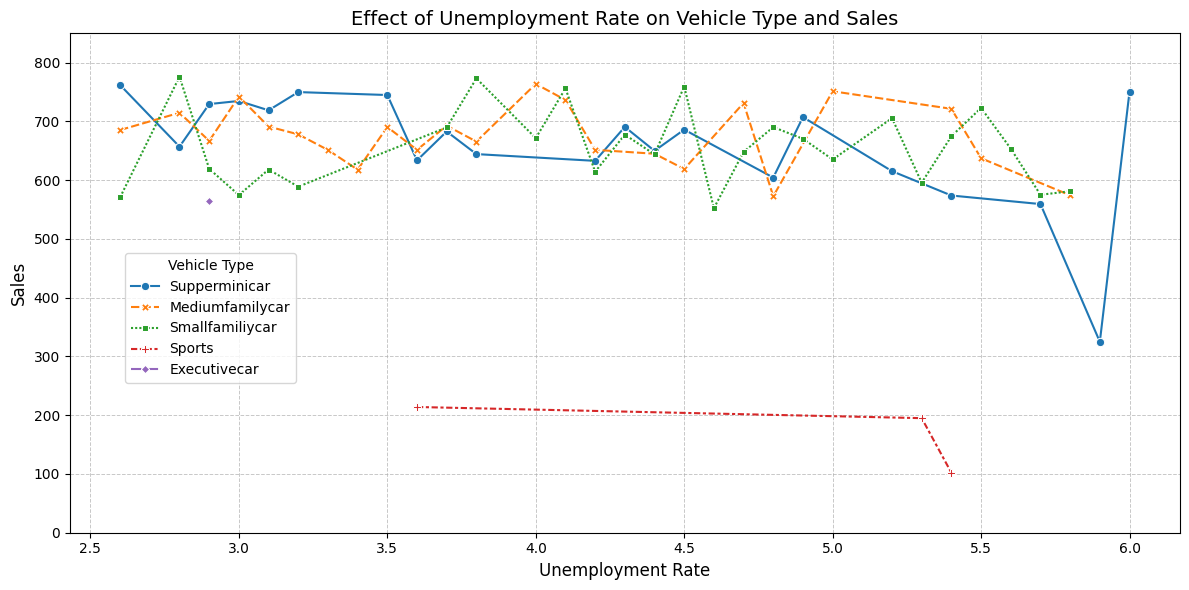 Effect of Unemployment Rate on Vehicle Type and Sales
Sales
800
700
600
500
400
300
200
100
0
Vehicle Type
Supperminicar
Mediumfamilycar
Smallfamiliycar
Sports
Executivecar
2.5 3.0 3.5 4.0 4.5 5.0 5.5 6.0
Unemployment Rate